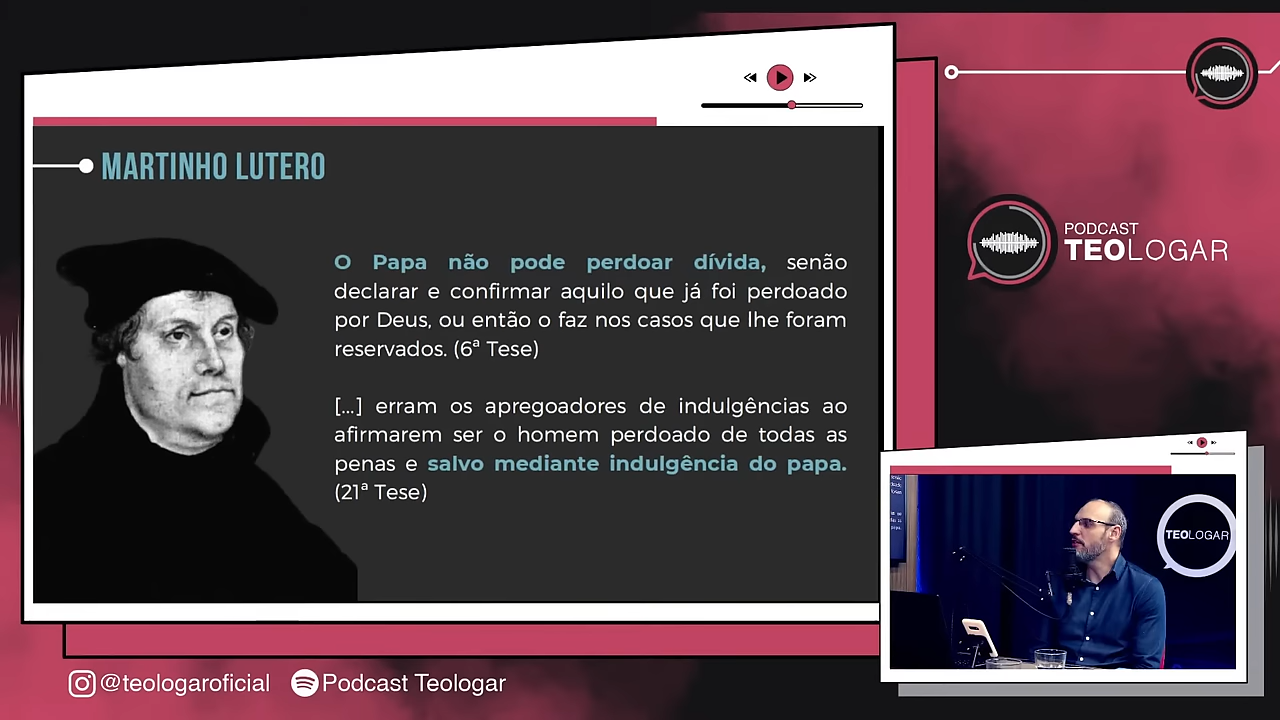 MARTINHO LUTERO
O Papa não pode perdoar dívida, senão
declarar e confirmar aquilo que já foi perdoado
por Deus, ou então o faz nos casos que lhe foram
reservados. (6ª Tese)
[...] erram os apregoadores de indulgências ao
afirmarem ser o homem perdoado de todas as
penas e salvo mediante indulgência do papa.
(21ª Tese)
PODCAST
TEOLOGAR
TEOLOGAR
@teologaroficial
Podcast Teologar